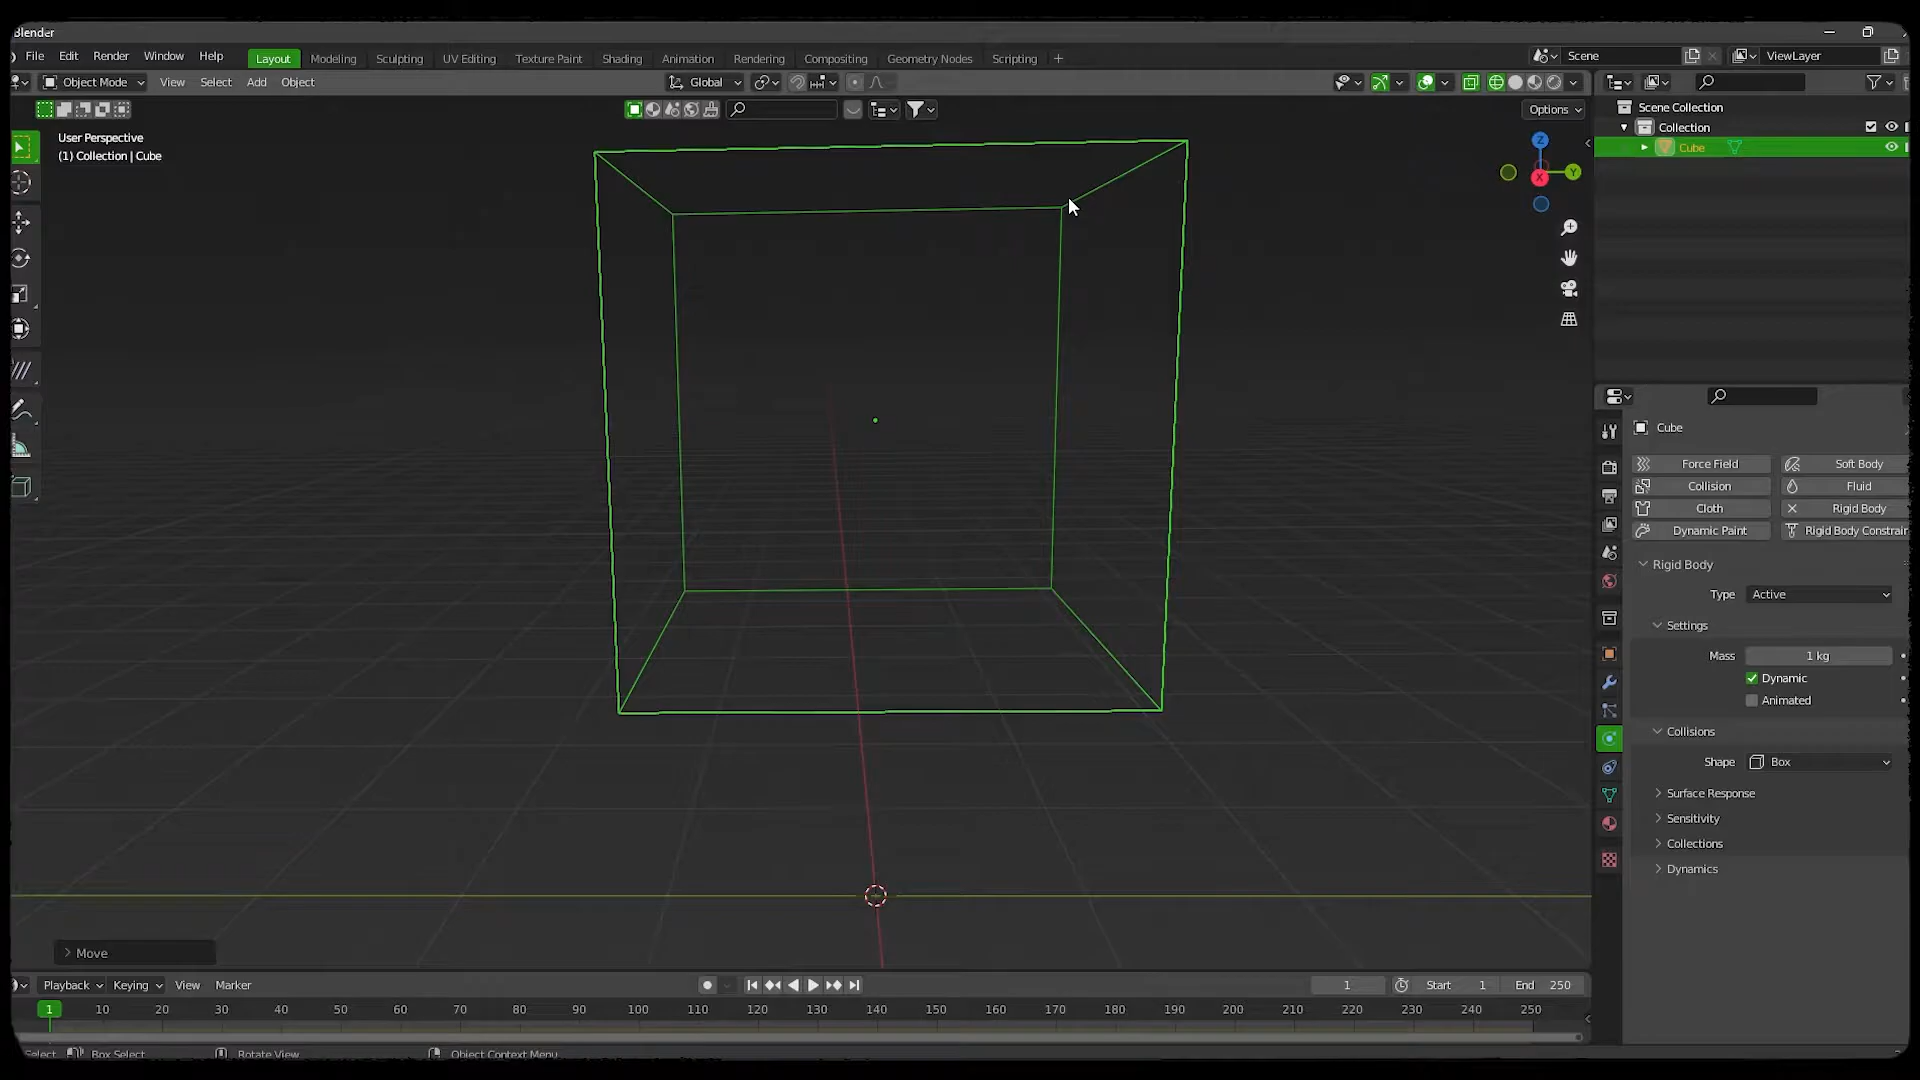 Blender
File Edit Render Window Help Layout Modeling Sculpting UV Editing Texture Paint Shading Animation Rendering Compositing Geometry Nodes Scripting + Scene ViewLayer
Object Mode View Select Add Object Global
Options
User Perspective
(1) Collection | Cube
Z
Y
X
Scene Collection
Collection
Cube
Cube
Force Field Soft Body
Collision Fluid
Cloth Rigid Body
Dynamic Paint Rigid Body Constrain
Rigid Body
Type Active
Settings
Mass 1 kg
Dynamic
Animated
Collisions
Shape Box
Surface Response
Sensitivity
Collections
Dynamics
Move
Playback Keying View Marker 1 Start 1 End 250
1 10 20 30 40 50 60 70 80 90 100 110 120 130 140 150 160 170 180 190 200 210 220 230 240 250
Select Box Select Rotate View Object Context Menu